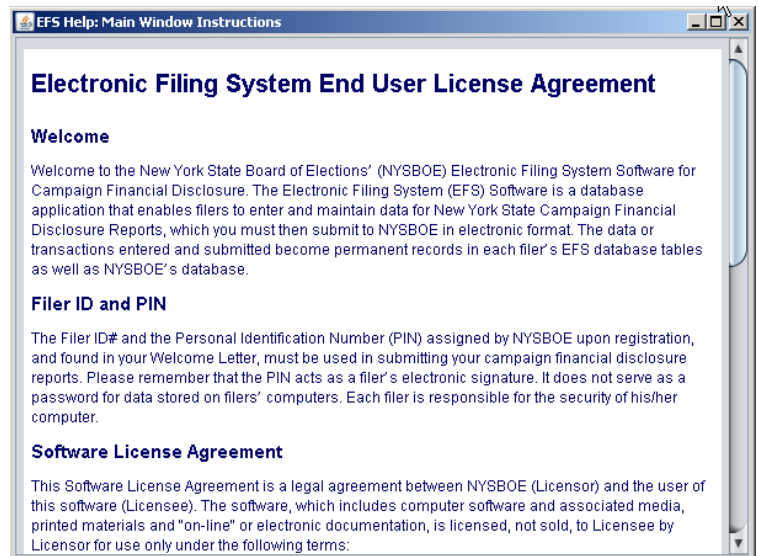 EFS Help: Main Window Instructions
Electronic Filing System End User License Agreement
Welcome
Welcome to the New York State Board of Elections' (NYSBOE) Electronic Filing System Software for
Campaign Financial Disclosure. The Electronic Filing System (EFS) Software is a database
application that enables filers to enter and maintain data for New York State Campaign Financial
Disclosure Reports, which you must then submit to NYSBOE in electronic format. The data or
transactions entered and submitted become permanent records in each filer's EFS database tables
as well as NYSBOE's database.
Filer ID and PIN
The Filer ID# and the Personal Identification Number (PIN) assigned by NYSBOE upon registration,
and found in your Welcome Letter, must be used in submitting your campaign financial disclosure
reports. Please remember that the PIN acts as a filer's electronic signature. It does not serve as a
password for data stored on filers' computers. Each filer is responsible for the security of his/her
computer.
Software License Agreement
This Software License Agreement is a legal agreement between NYSBOE (Licensor) and the user of
this software (Licensee). The software, which includes computer software and associated media,
printed materials and "on-line" or electronic documentation, is licensed, not sold, to Licensee by
Licensor for use only under the following terms: